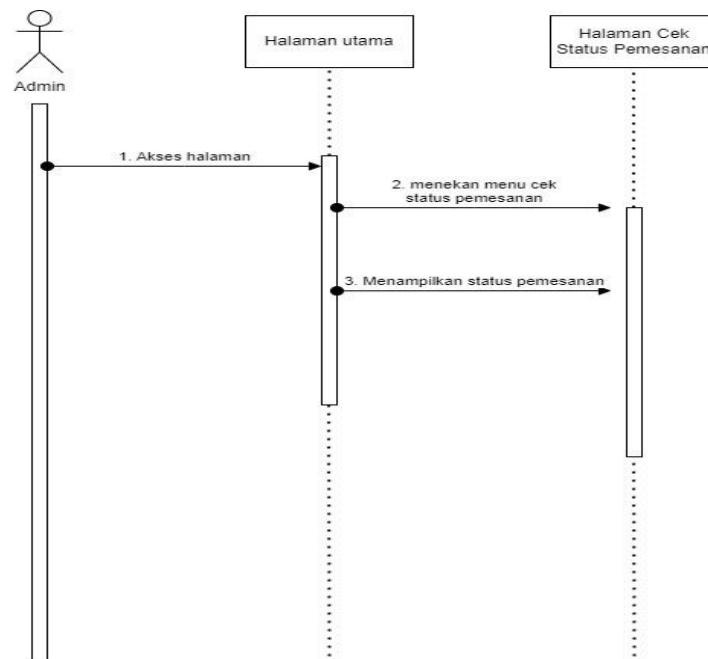 Halaman utama
Halaman Cek
Status Pemesanan
Admin
1. Akses halaman
2. menekan menu cek
status pemesanan
3. Menampilkan status pemesanan